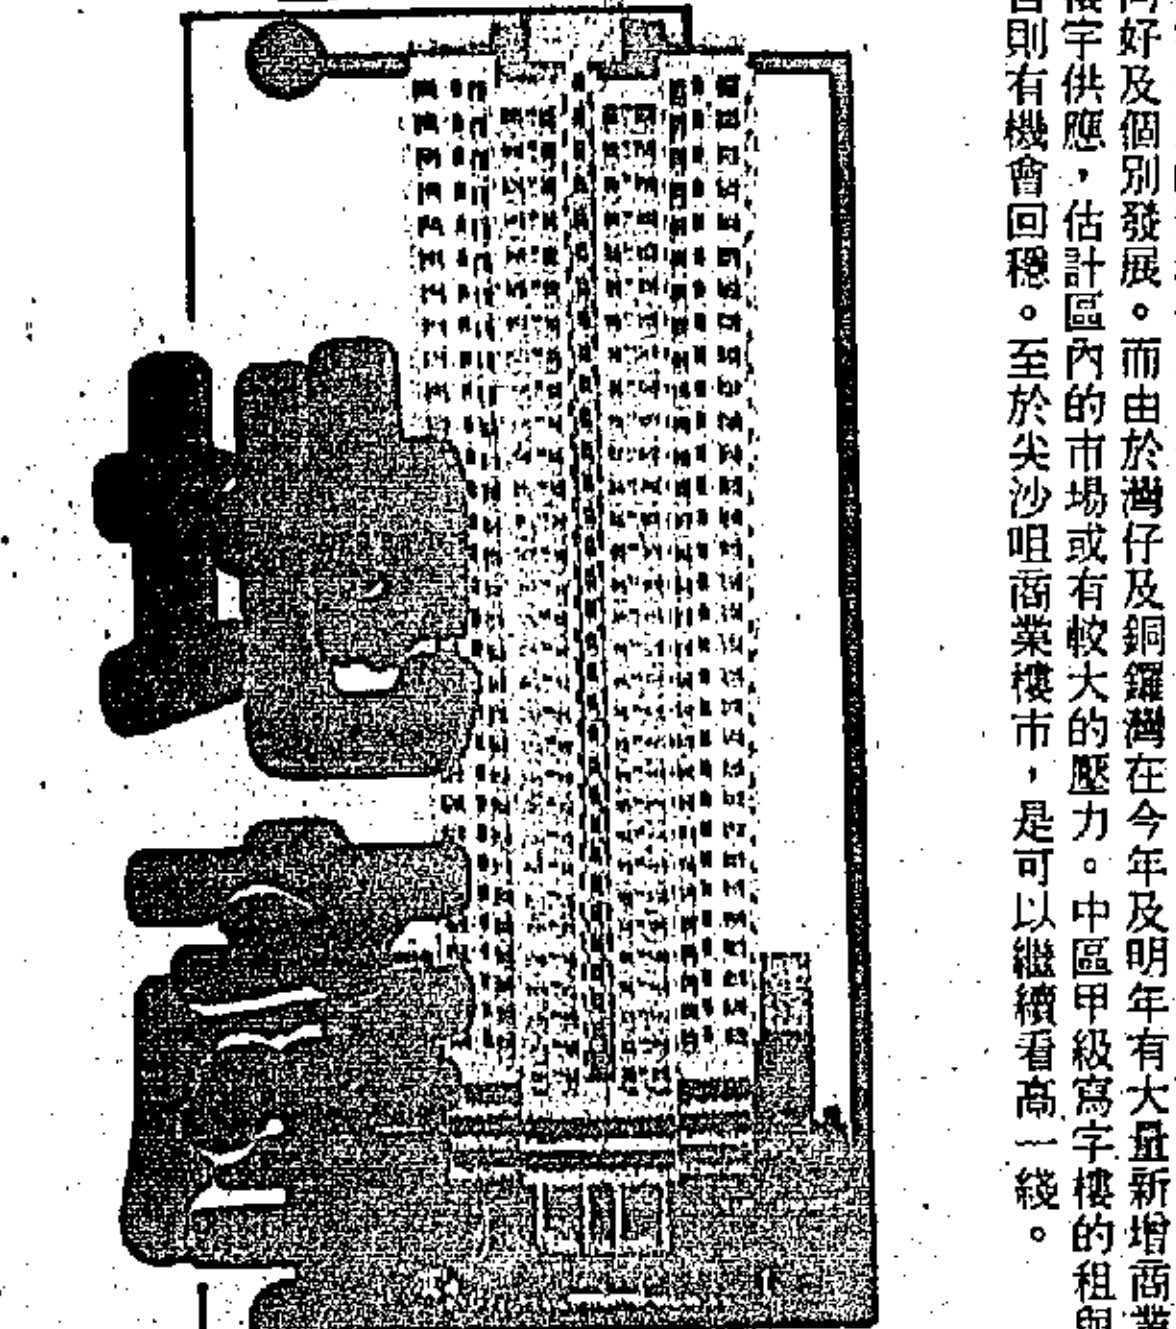 好及個別發展。而由於灣仔及銅鑼灣在今年及明年有大量新增商業
樓宇供應，估計區內的市場或有較大的壓力。中區甲級寫字樓的租與
則有機會回穩。至於尖沙咀商業樓市，是可以繼續看高一綫。